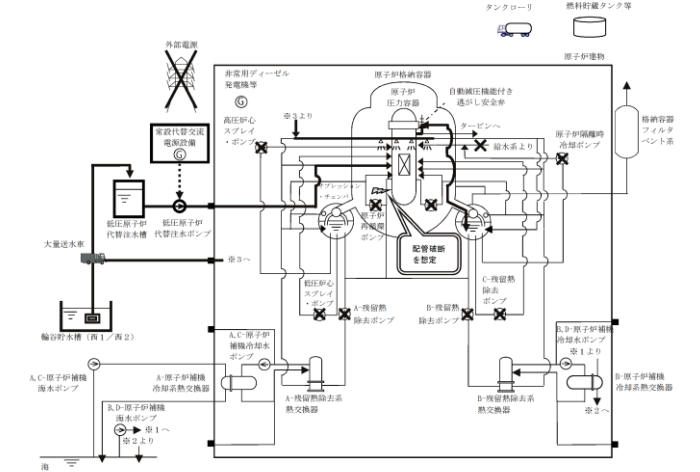 タンクローリ
燃料貯蔵タンク等
外部電源
原子炉建物
非常用ディーゼル
発電機等
G
原子炉格納容器
原子炉
圧力容器
自動減圧機能付き
逃がし安全弁
高圧炉心
スプレイ
・ポンプ
※3より
タービンへ
給水系より
原子炉隔離時
冷却ポンプ
格納容器
フィルタ
ベント系
常設代替交流
電源設備
G
サプレッション
・チェンバ
低圧原子炉
代替注水槽
低圧原子炉
代替注水ポンプ
原子炉
再循環
ポンプ
配管破断
を想定
大量送水車
※3へ
低圧炉心
スプレイ
・ポンプ
A-残留熱
除去ポンプ
B-残留熱
除去ポンプ
C-残留熱
除去
ポンプ
輪谷貯水槽（西1／西2）
A,C-原子炉
補機冷却水
ポンプ
B,D-原子炉補機
冷却水ポンプ
※1より
A,C-原子炉補機
海水ポンプ
A-原子炉補機
冷却系熱交換器
B-原子炉補機
冷却系熱交換器
A-残留熱除去系
熱交換器
B-残留熱除去系
熱交換器
※2へ
B,D-原子炉補機
海水ポンプ
※1へ
※2より
海